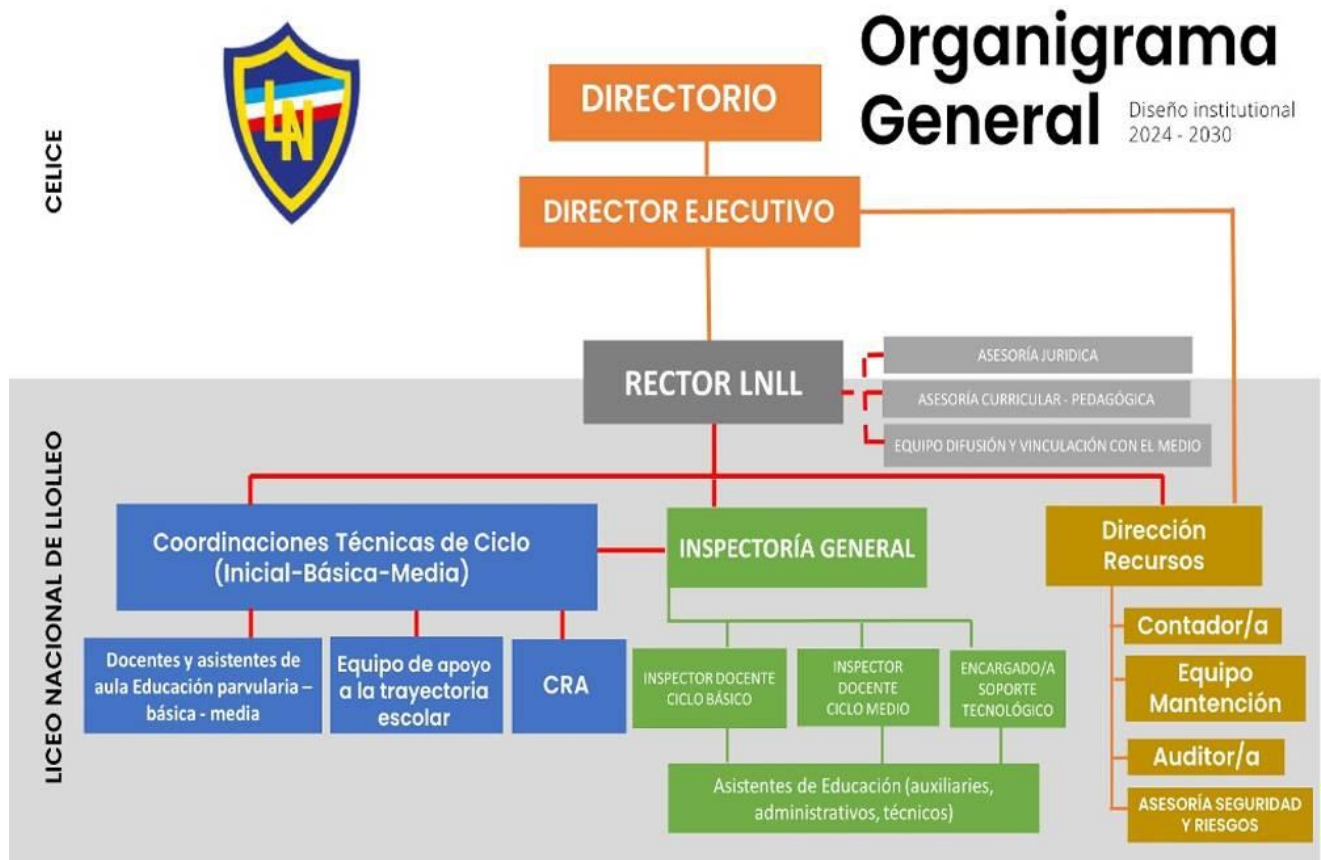 Organigrama
General
Diseño institutional
2024 - 2030
CELICE
LN
DIRECTORIO
DIRECTOR EJECUTIVO
RECTOR LNLL
ASESORÍA JURIDICA
ASESORÍA CURRICULAR - PEDAGÓGICA
EQUIPO DIFUSIÓN Y VINCULACIÓN CON EL MEDIO
LICEO NACIONAL DE LLOLLEO
Coordinaciones Técnicas de Ciclo
(Inicial-Básica-Media)
INSPECTORÍA GENERAL
Dirección
Recursos
Docentes y asistentes de
aula Educación parvularia –
básica - media
Equipo de apoyo
a la trayectoria
escolar
CRA
INSPECTOR DOCENTE
CICLO BÁSICO
INSPECTOR
DOCENTE
CICLO MEDIO
ENCARGADO/A
SOPORTE
TECNOLÓGICO
Asistentes de Educación (auxiliaries,
administrativos, técnicos)
Contador/a
Equipo
Mantención
Auditor/a
ASESORÍA SEGURIDAD
Y RIESGOS